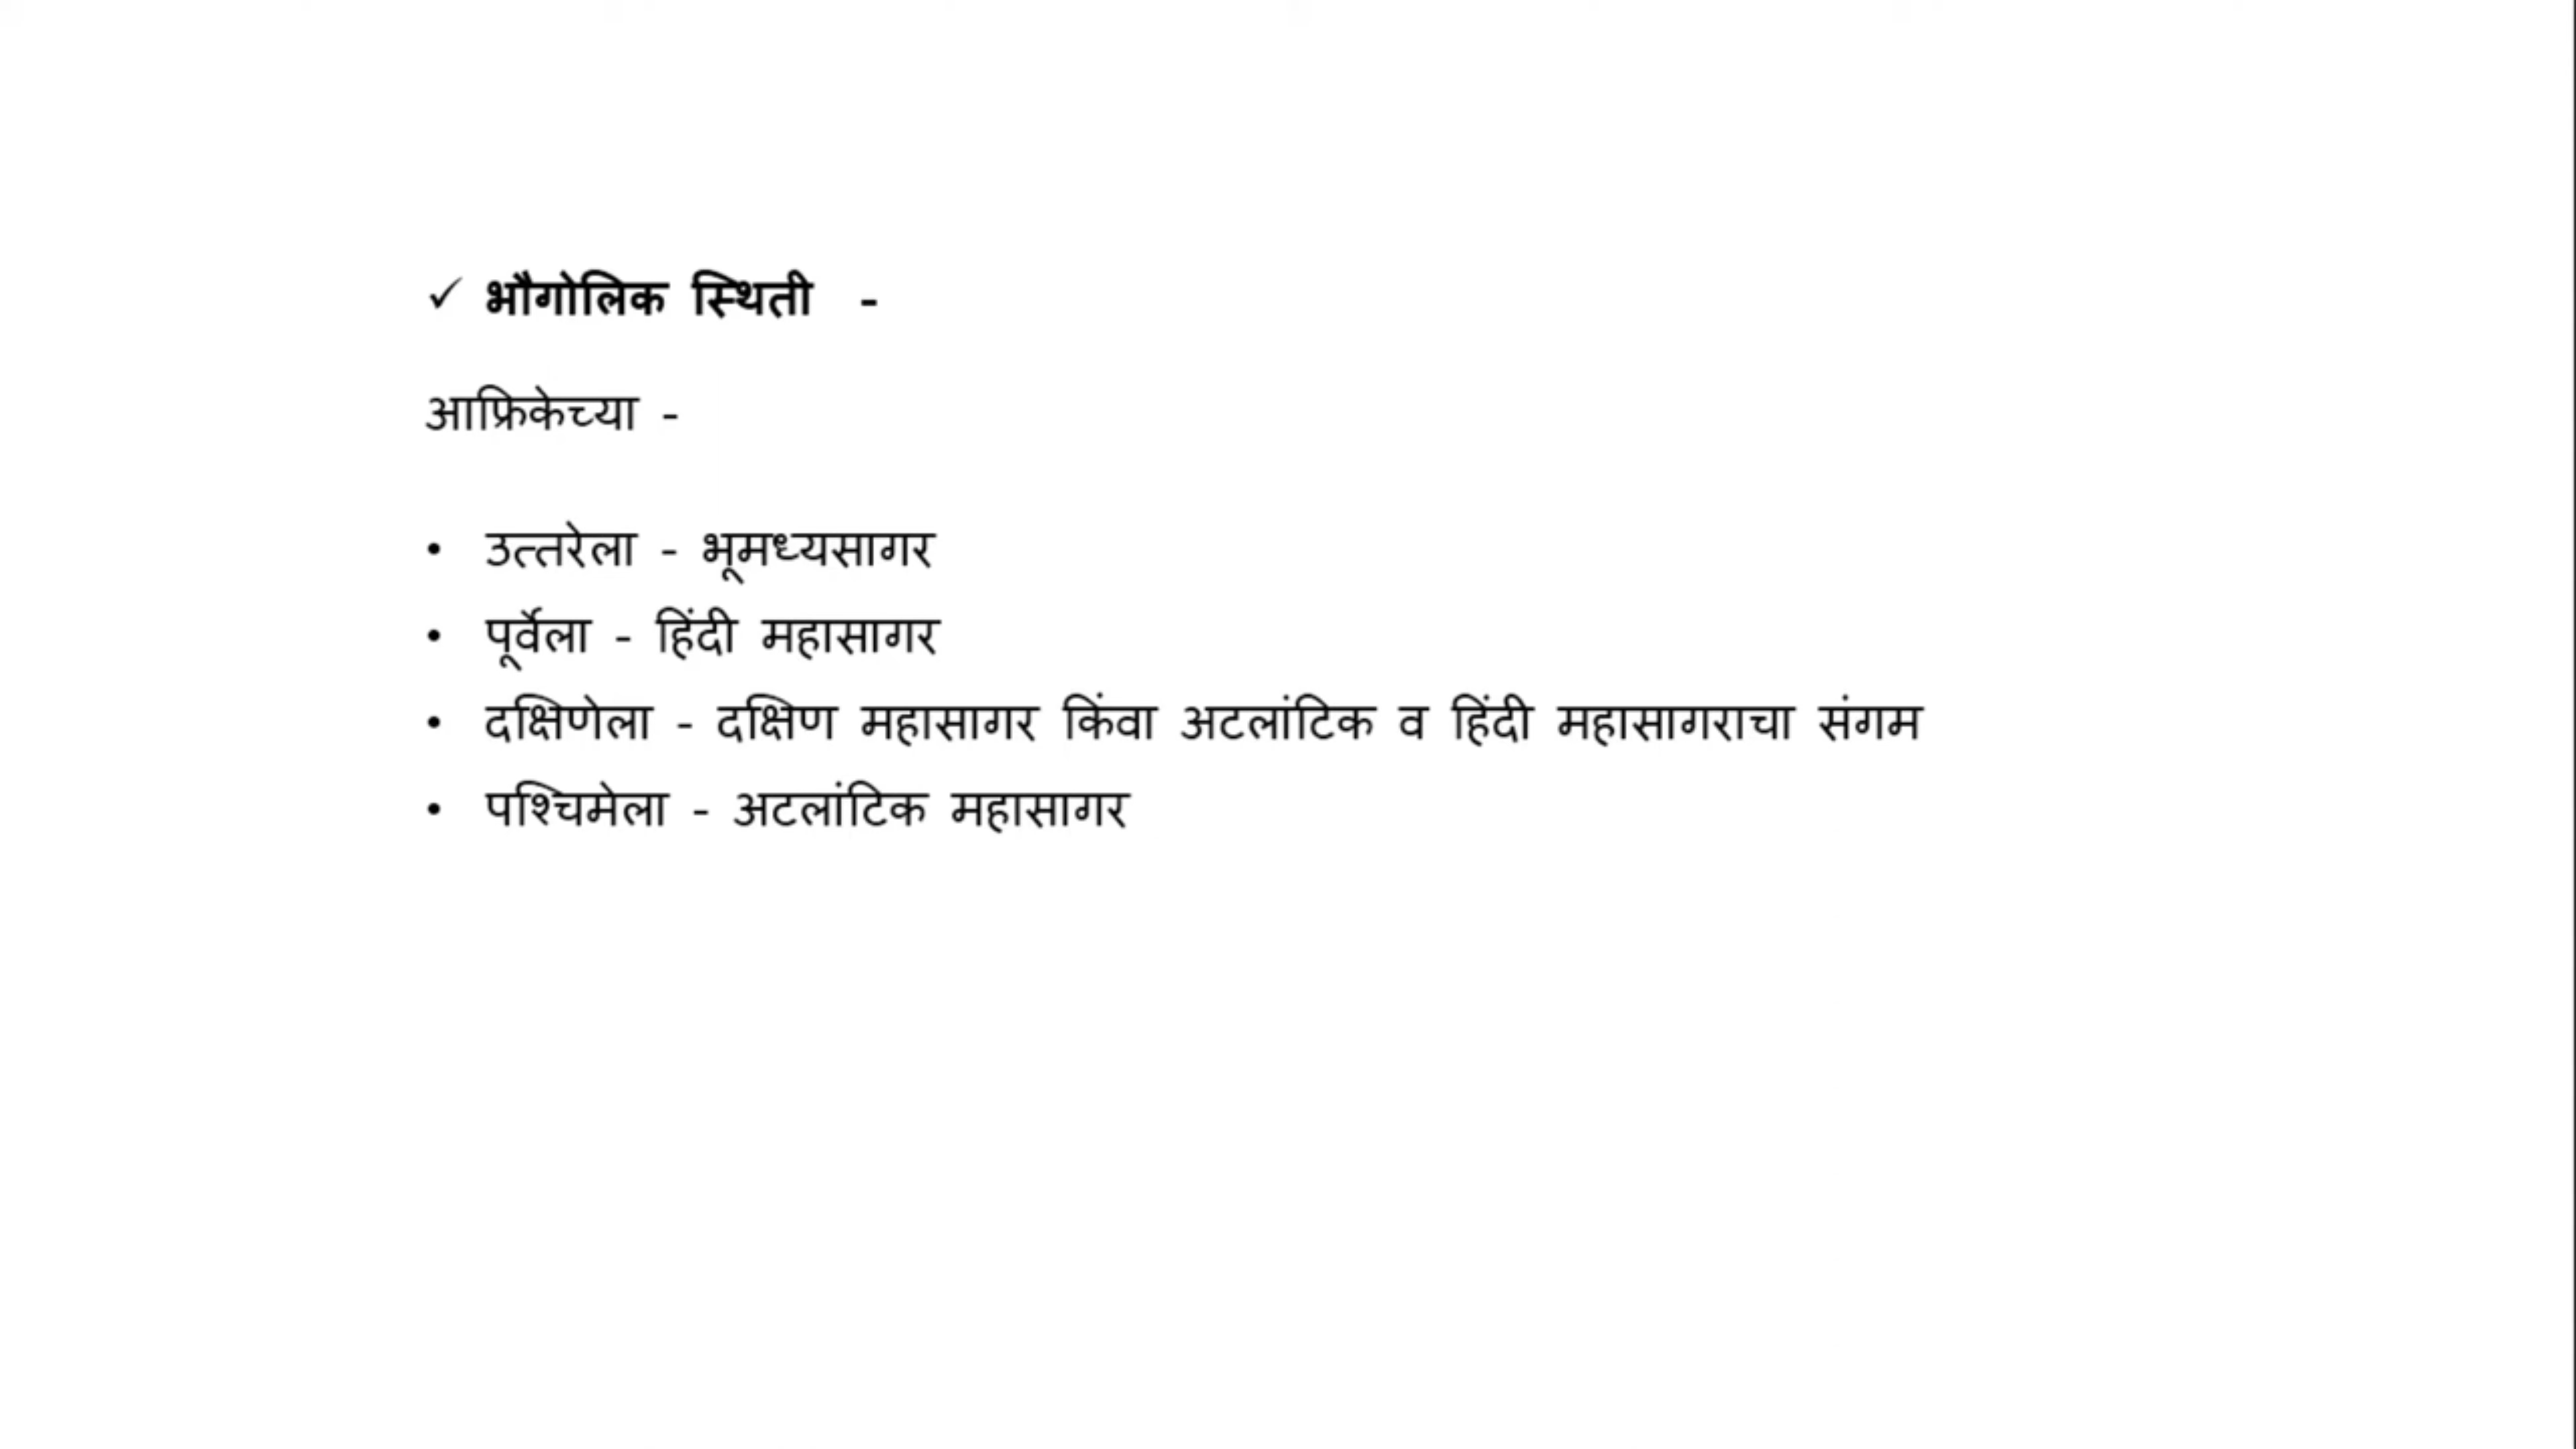 ✓ भौगोलिक स्थिती -
आफ्रिकेच्या -
• उत्तरेला - भूमध्यसागर
• पूर्वेला - हिंदी महासागर
• दक्षिणेला - दक्षिण महासागर किंवा अटलांटिक व हिंदी महासागराचा संगम
• पश्चिमेला - अटलांटिक महासागर